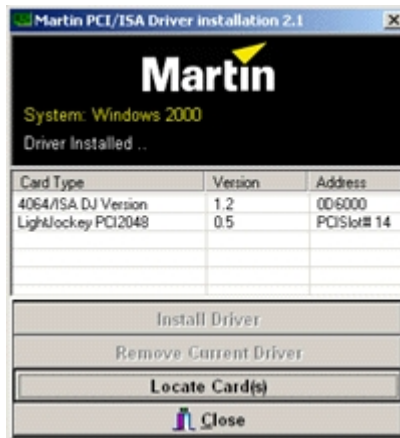 Martin PCI/ISA Driver installation 2.1
Martin
System: Windows 2000
Driver Installed ..
Card Type Version Address
4064/ISA DJ Version 1.2 0D6000
LightJockey PCI2048 0.5 PCISlot# 14
Install Driver
Remove Current Driver
Locate Card(s)
Close